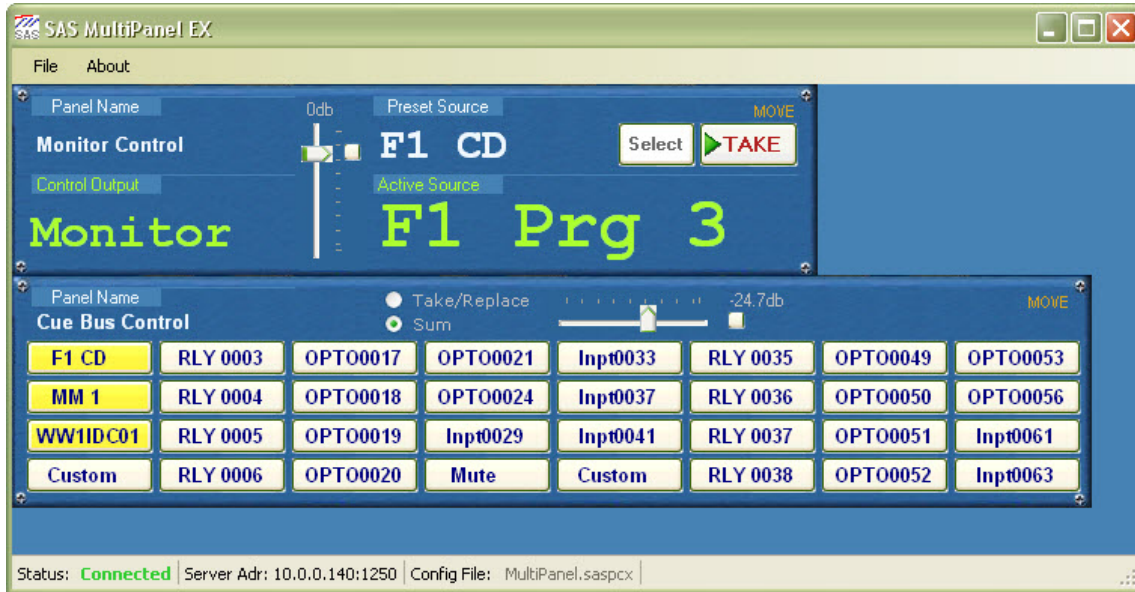 SAS MultiPanel EX
File About
Panel Name
Monitor Control
Control Output
Monitor
0db
Preset Source
F1 CD
Select
TAKE
MOVE
Active Source
F1 Prg 3
Panel Name
Cue Bus Control
Take/Replace
Sum
-24.7db
MOVE
F1 CD RLY 0003 OPTO0017 OPTO0021 Inpt0033 RLY 0035 OPTO0049 OPTO0053
MM 1 RLY 0004 OPTO0018 OPTO0024 Inpt0037 RLY 0036 OPTO0050 OPTO0056
WW1IDC01 RLY 0005 OPTO0019 Inpt0029 Inpt0041 RLY 0037 OPTO0051 Inpt0061
Custom RLY 0006 OPTO0020 Mute Custom RLY 0038 OPTO0052 Inpt0063
Status: Connected Server Adr: 10.0.0.140:1250 Config File: MultiPanel.saspcx